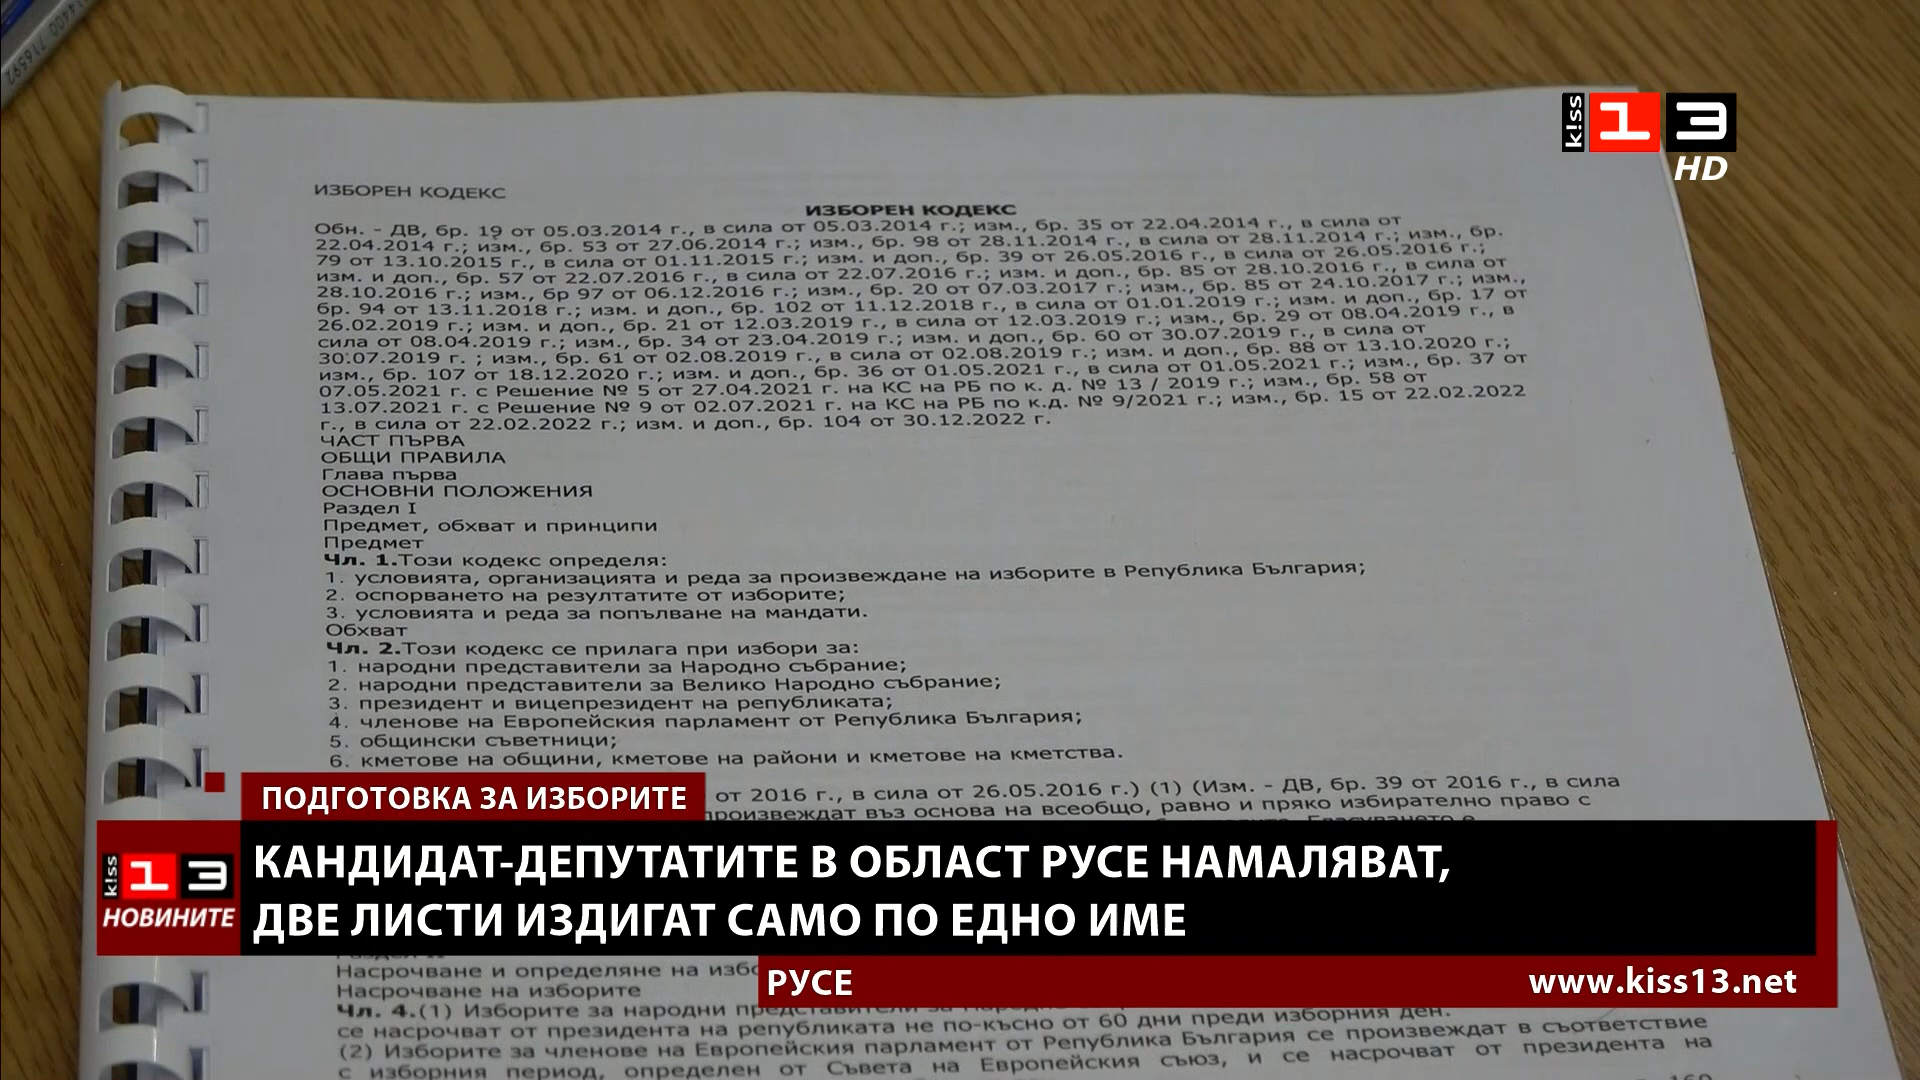 14400 716592
k!ss 13
HD
ИЗБОРЕН КОДЕКС
ИЗБОРЕН КОДЕКС
Обн. - ДВ, бр. 19 от 05.03.2014 г., в сила от 05.03.2014 г.; изм., бр. 35 от 22.04.2014 г., в сила от
22.04.2014 г.; изм., бр. 53 от 27.06.2014 г.; изм., бр. 98 от 28.11.2014 г., в сила от 28.11.2014 г.; изм., бр.
79 от 13.10.2015 г., в сила от 01.11.2015 г.; изм. и доп., бр. 39 от 26.05.2016 г., в сила от 26.05.2016 г.;
изм. и доп., бр. 57 от 22.07.2016 г., в сила от 22.07.2016 г.; изм. и доп., бр. 85 от 28.10.2016 г., в сила от
28.10.2016 г.; изм., бр 97 от 06.12.2016 г.; изм., бр. 20 от 07.03.2017 г.; изм., бр. 85 от 24.10.2017 г.; изм.,
бр. 94 от 13.11.2018 г.; изм. и доп., бр. 102 от 11.12.2018 г., в сила от 01.01.2019 г.; изм. и доп., бр. 17 от
26.02.2019 г.; изм. и доп., бр. 21 от 12.03.2019 г., в сила от 12.03.2019 г.; изм., бр. 29 от 08.04.2019 г., в
сила от 08.04.2019 г.; изм., бр. 34 от 23.04.2019 г.; изм. и доп., бр. 60 от 30.07.2019 г., в сила от
30.07.2019 г. ; изм., бр. 61 от 02.08.2019 г., в сила от 02.08.2019 г.; изм. и доп., бр. 88 от 13.10.2020 г.;
изм., бр. 107 от 18.12.2020 г.; изм. и доп., бр. 36 от 01.05.2021 г., в сила от 01.05.2021 г.; изм., бр. 37 от
07.05.2021 г. с Решение № 5 от 27.04.2021 г. на КС на РБ по к. д. № 13 / 2019 г.; изм., бр. 58 от
13.07.2021 г. с Решение № 9 от 02.07.2021 г. на КС на РБ по к.д. № 9/2021 г.; изм., бр. 15 от 22.02.2022
г., в сила от 22.02.2022 г.; изм. и доп., бр. 104 от 30.12.2022 г.
ЧАСТ ПЪРВА
ОБЩИ ПРАВИЛА
Глава първа
ОСНОВНИ ПОЛОЖЕНИЯ
Раздел I
Предмет, обхват и принципи
Предмет
Чл. 1.Този кодекс определя:
1. условията, организацията и реда за произвеждане на изборите в Република България;
2. оспорването на резултатите от изборите;
3. условията и реда за попълване на мандати.
Обхват
Чл. 2.Този кодекс се прилага при избори за:
1. народни представители за Народно събрание;
2. народни представители за Велико Народно събрание;
3. президент и вицепрезидент на републиката;
4. членове на Европейския парламент от Република България;
5. общински съветници;
6. кметове на общини, кметове на райони и кметове на кметства.
от 2016 г., в сила от 26.05.2016 г.) (1) (Изм. - ДВ, бр. 39 от 2016 г., в сила
произвеждат въз основа на всеобщо, равно и пряко избирателно право с
ПОДГОТОВКА ЗА ИЗБОРИТЕ
k!ss 13
НОВИНИТЕ
КАНДИДАТ-ДЕПУТАТИТЕ В ОБЛАСТ РУСЕ НАМАЛЯВАТ,
ДВЕ ЛИСТИ ИЗДИГАТ САМО ПО ЕДНО ИМЕ
РУСЕ
www.kiss13.net
Насрочване и определяне на изб
Насрочване на изборите
Чл. 4.(1) Изборите за народни представители за
се насрочват от президента на републиката не по-късно от 60 дни преди изборния ден.
(2) Изборите за членове на Европейския парламент от Република България се произвеждат в съответствие
с изборния период, определен от Съвета на Европейския съюз, и се насрочват от президента на